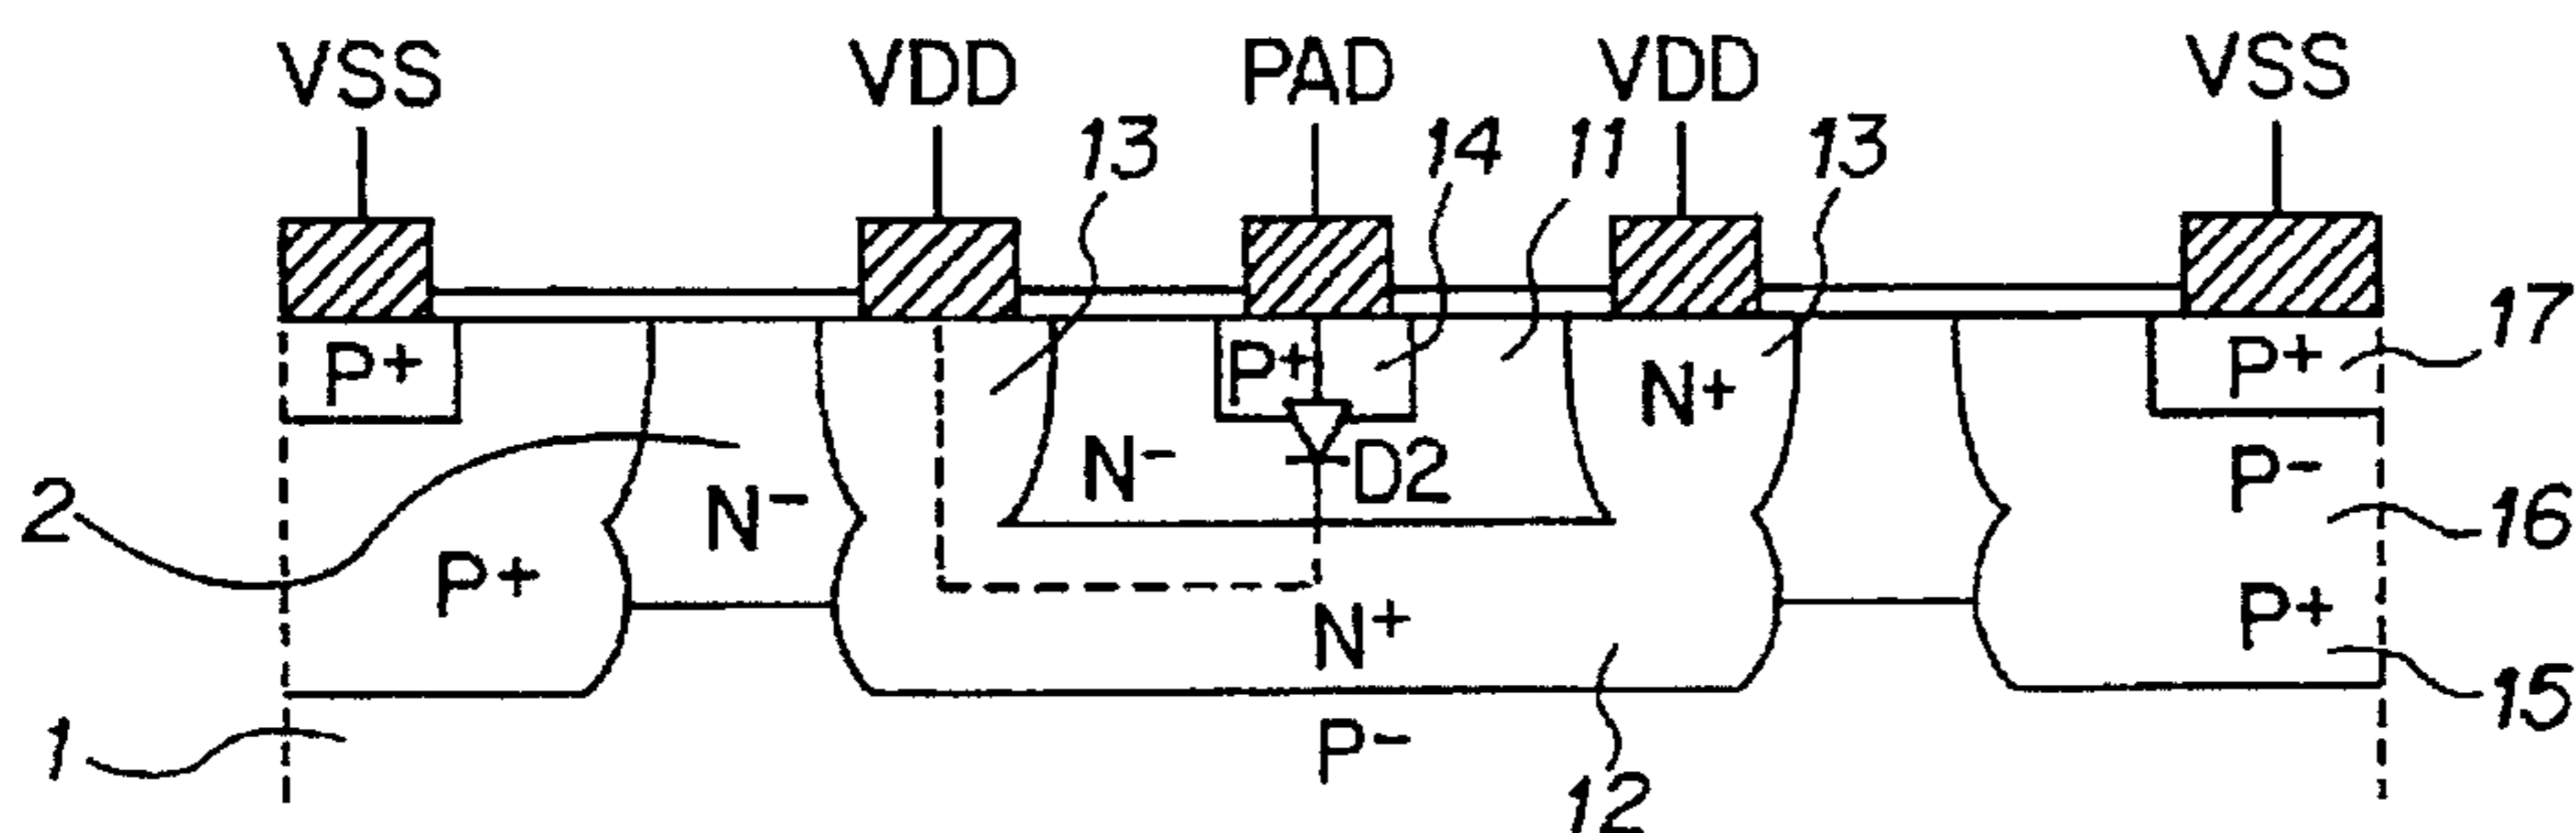 VSS VDD PAD VDD VSS
13 14 11 13
17
P+ P+ N+ P+
N- D2 P-
2 N- 16
P+ N+ P+
15
1 P- 12